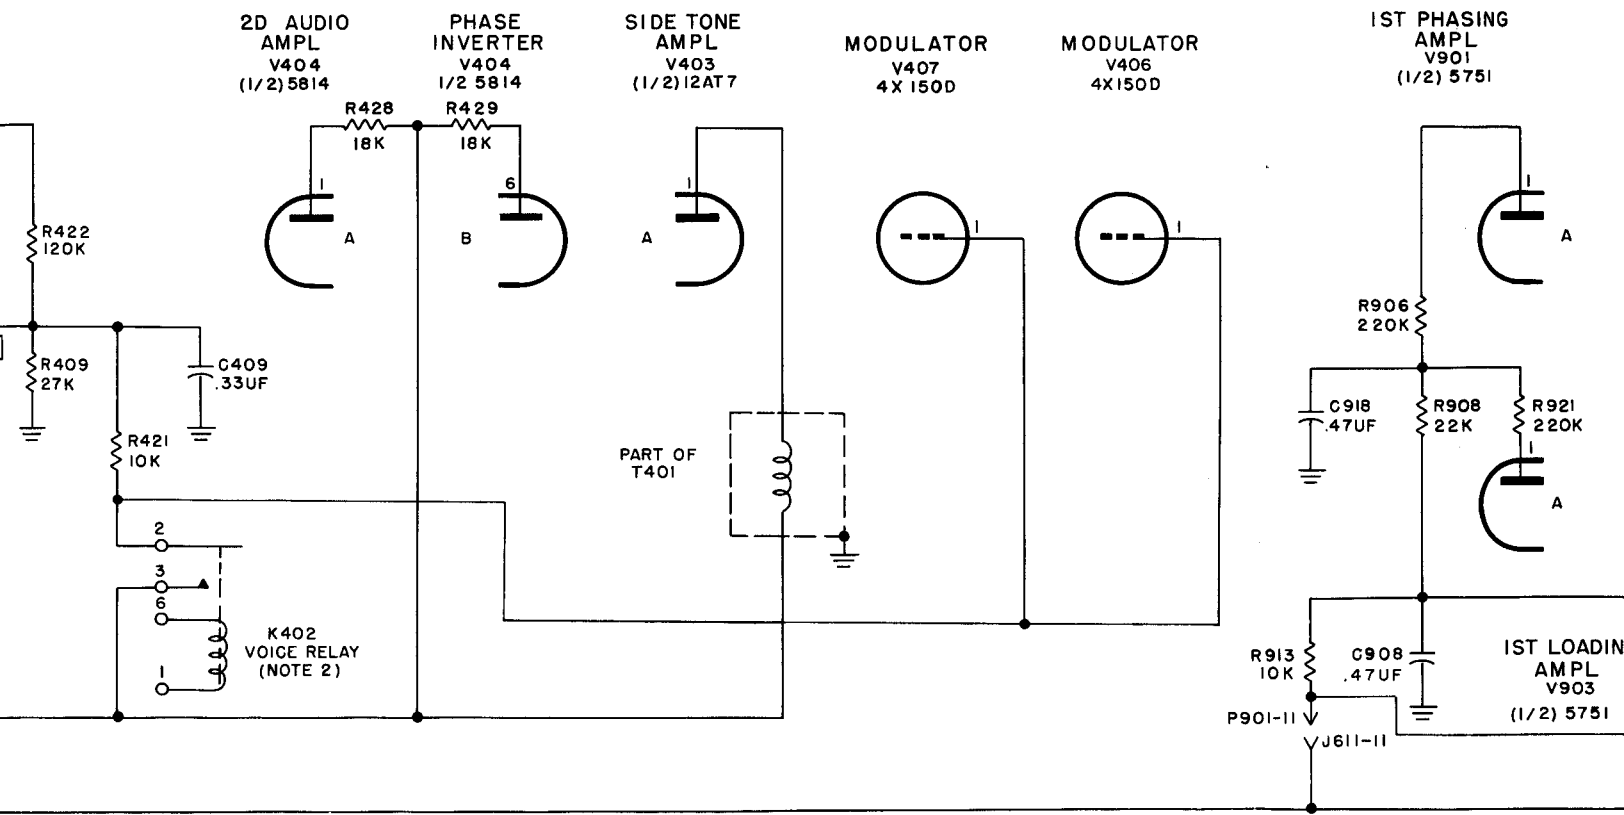 2D AUDIO
AMPL
V404
(1/2) 5814
PHASE
INVERTER
V404
1/2 5814
SIDE TONE
AMPL
V403
(1/2) 12AT7
MODULATOR
V407
4X150D
MODULATOR
V406
4X150D
1ST PHASING
AMPL
V901
(1/2) 5751
R428
18K
R429
18K
1
A
6
B
1
A
1
1
1
A
R422
120K
R409
27K
C409
.33UF
R421
10K
PART OF
T401
R906
220K
C918
.47UF
R908
22K
R921
220K
1
A
2
3
6
1
K402
VOICE RELAY
(NOTE 2)
R913
10K
C908
.47UF
1ST LOADIN
AMPL
V903
(1/2) 5751
P901-11
J611-11